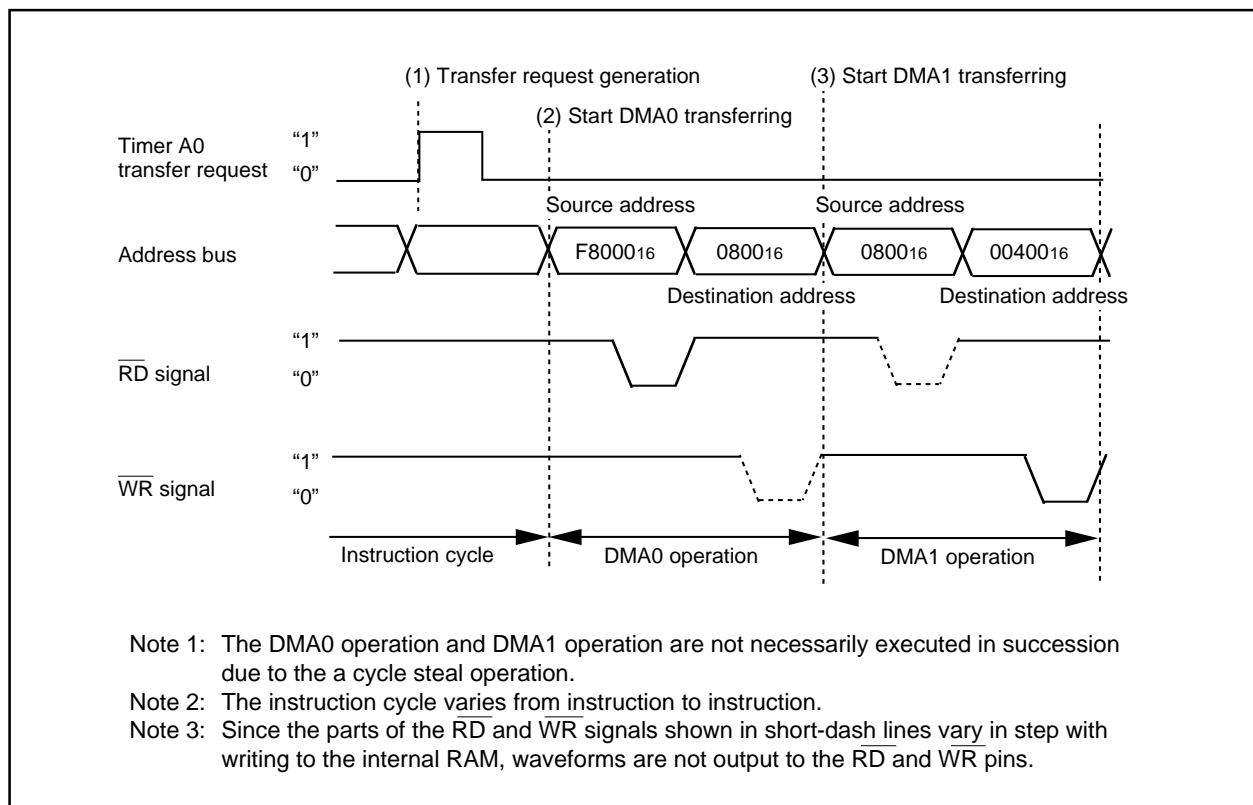 (1) Transfer request generation
(3) Start DMA1 transferring
(2) Start DMA0 transferring
Timer A0
transfer request
“1”
“0”
Source address
Source address
Address bus
F800016
080016
080016
0040016
Destination address
Destination address
RD signal
“1”
“0”
WR signal
“1”
“0”
Instruction cycle
DMA0 operation
DMA1 operation
Note 1: The DMA0 operation and DMA1 operation are not necessarily executed in succession
due to the a cycle steal operation.
Note 2: The instruction cycle varies from instruction to instruction.
Note 3: Since the parts of the RD and WR signals shown in short-dash lines vary in step with
writing to the internal RAM, waveforms are not output to the RD and WR pins.